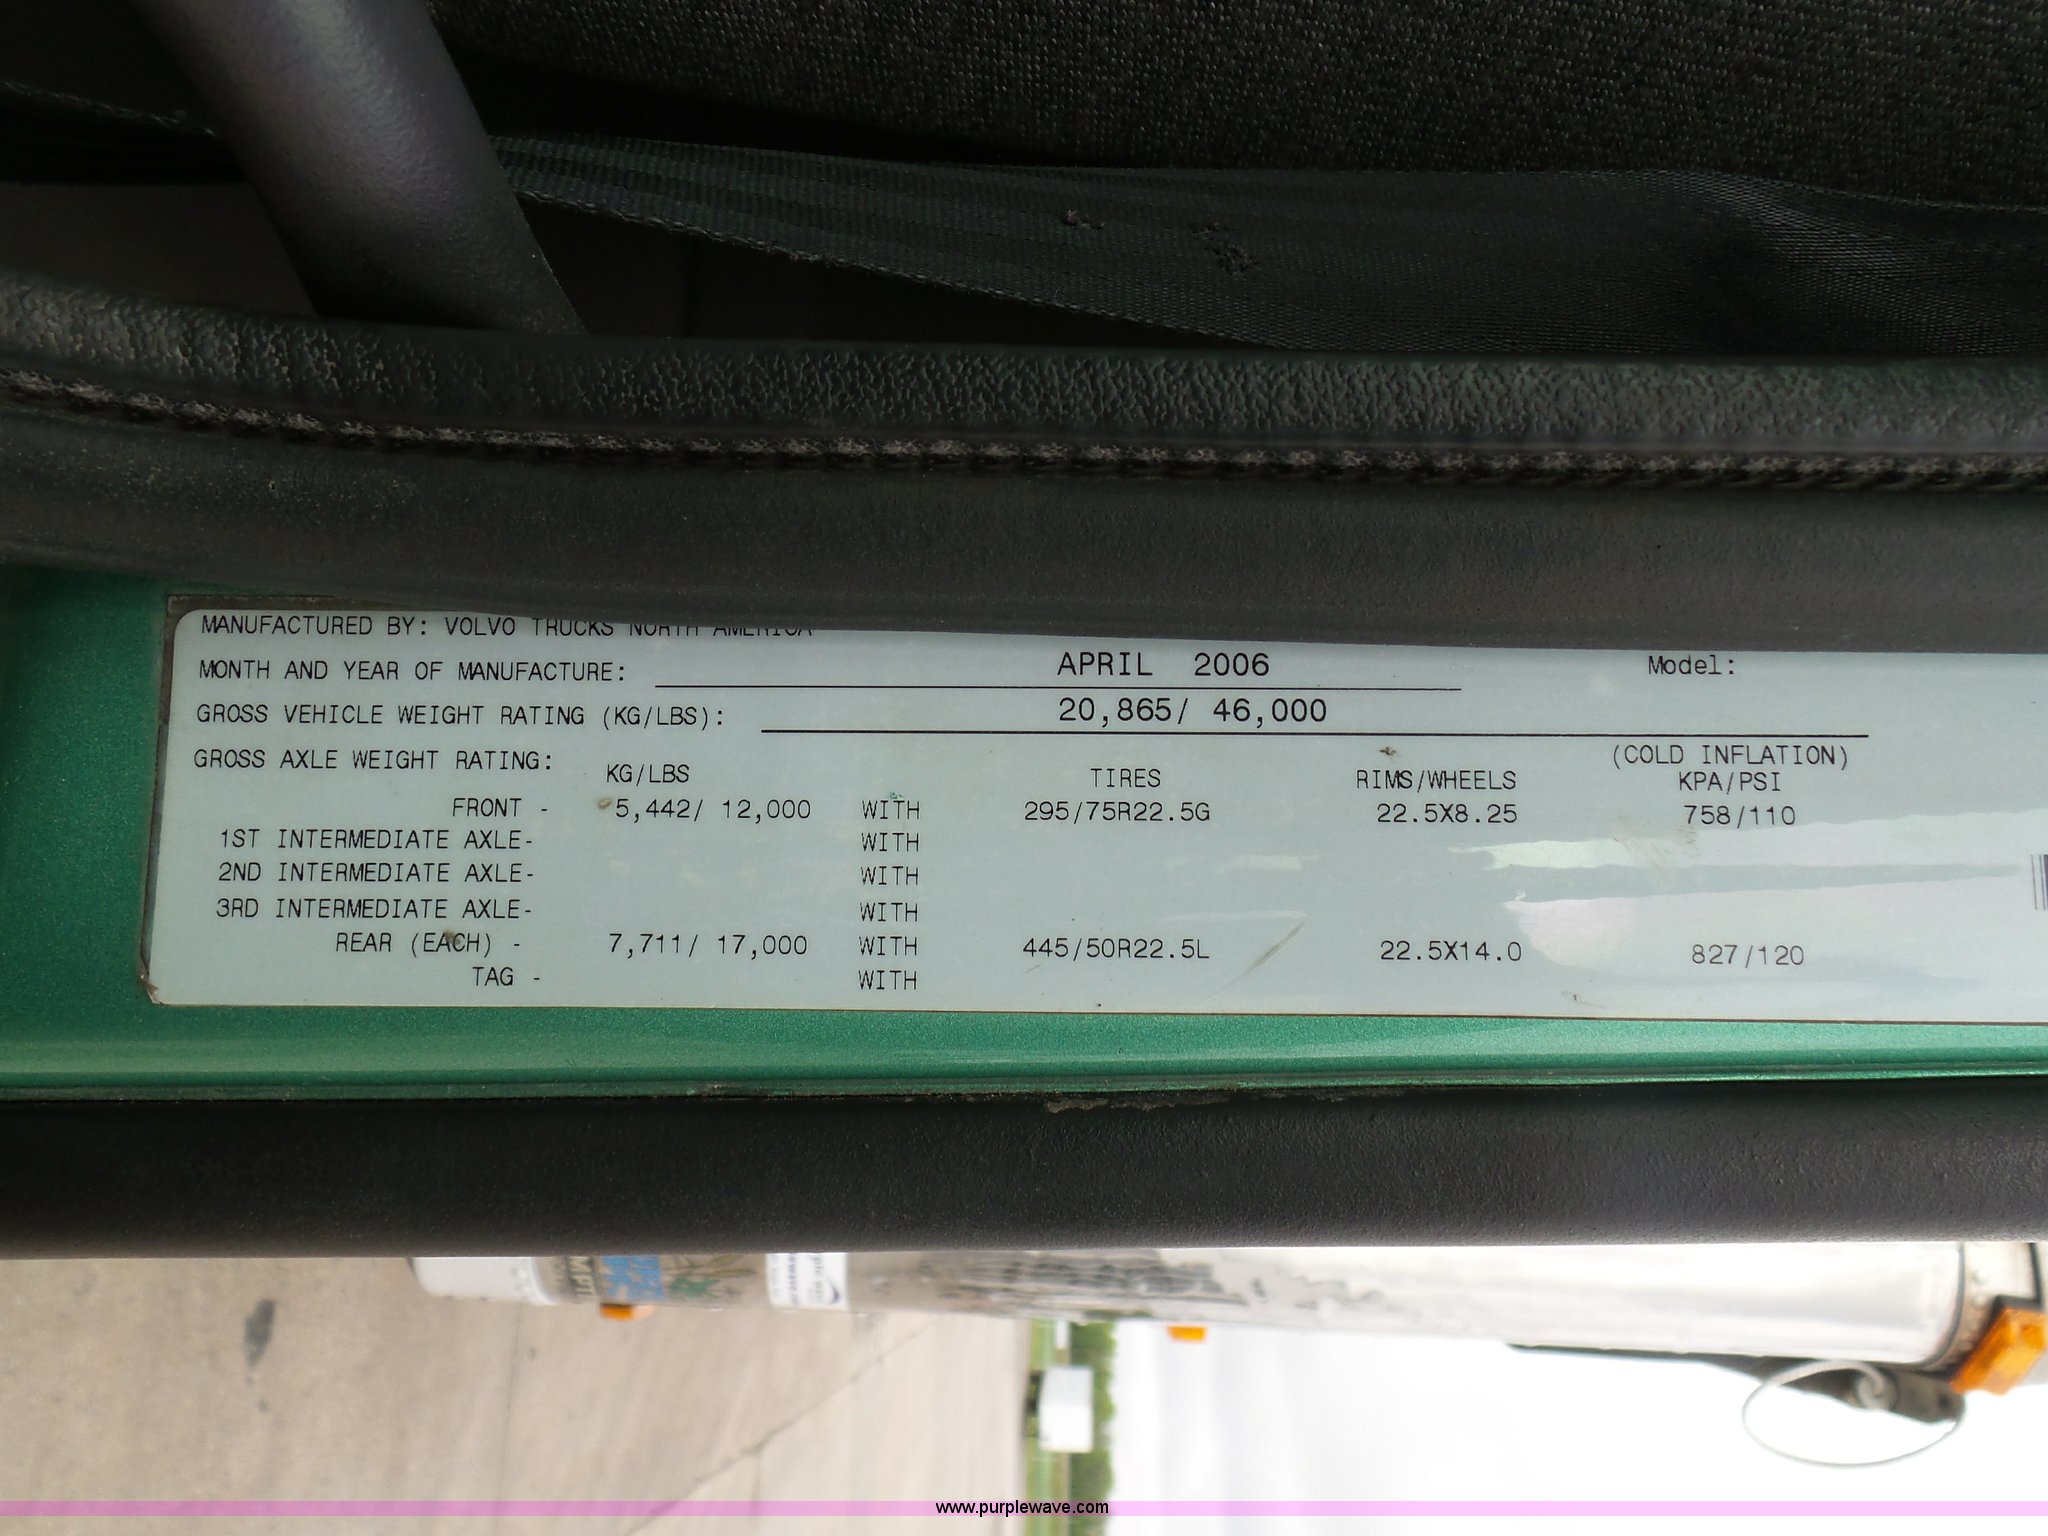 MANUFACTURED BY: VOLVO TRUCKS NORTH AMERICA
MONTH AND YEAR OF MANUFACTURE: APRIL 2006 Model:
GROSS VEHICLE WEIGHT RATING (KG/LBS): 20,865/ 46,000
GROSS AXLE WEIGHT RATING: (COLD INFLATION)
KG/LBS TIRES RIMS/WHEELS KPA/PSI
FRONT - 5,442/ 12,000 WITH 295/75R22.5G 22.5X8.25 758/110
1ST INTERMEDIATE AXLE- WITH
2ND INTERMEDIATE AXLE- WITH
3RD INTERMEDIATE AXLE- WITH
REAR (EACH) - 7,711/ 17,000 WITH 445/50R22.5L 22.5X14.0 827/120
TAG - WITH
www.purplewave.com